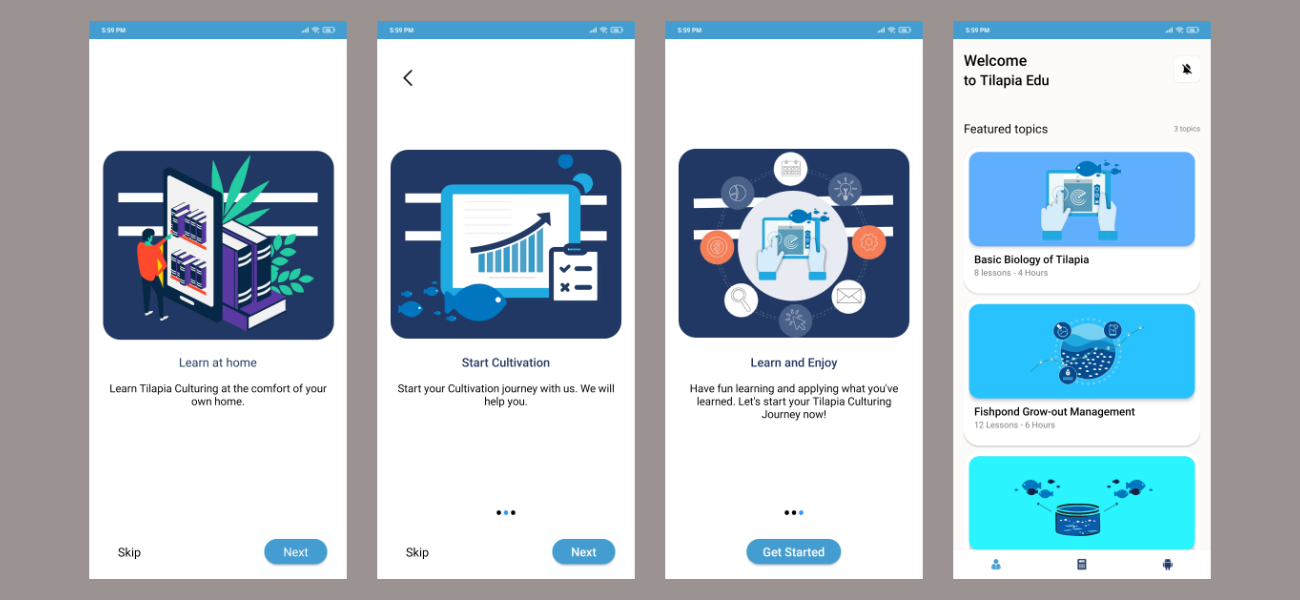 5:59 PM
Learn at home
Learn Tilapia Culturing at the comfort of your
own home.
Skip
Next
5:59 PM
Start Cultivation
Start your Cultivation journey with us. We will
help you.
Skip
Next
5:59 PM
Learn and Enjoy
Have fun learning and applying what you've
learned. Let's start your Tilapia Culturing
Journey now!
Get Started
5:59 PM
Welcome
to Tilapia Edu
Featured topics
3 topics
Basic Biology of Tilapia
8 lessons - 4 Hours
Fishpond Grow-out Management
12 Lessons - 6 Hours